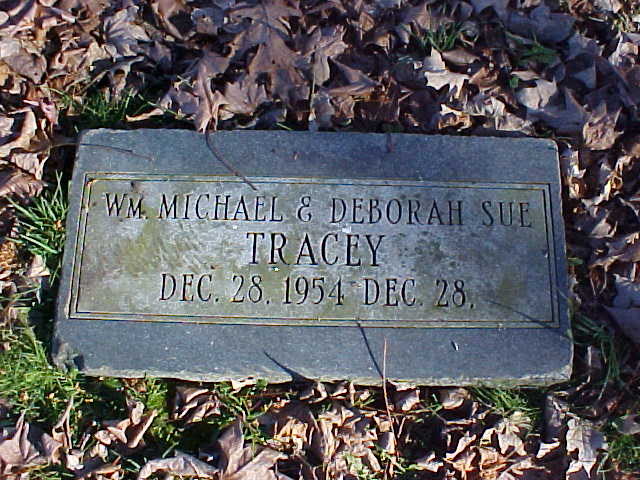 WM. MICHAEL & DEBORAH SUE
TRACEY
DEC. 28. 1954 DEC. 28.